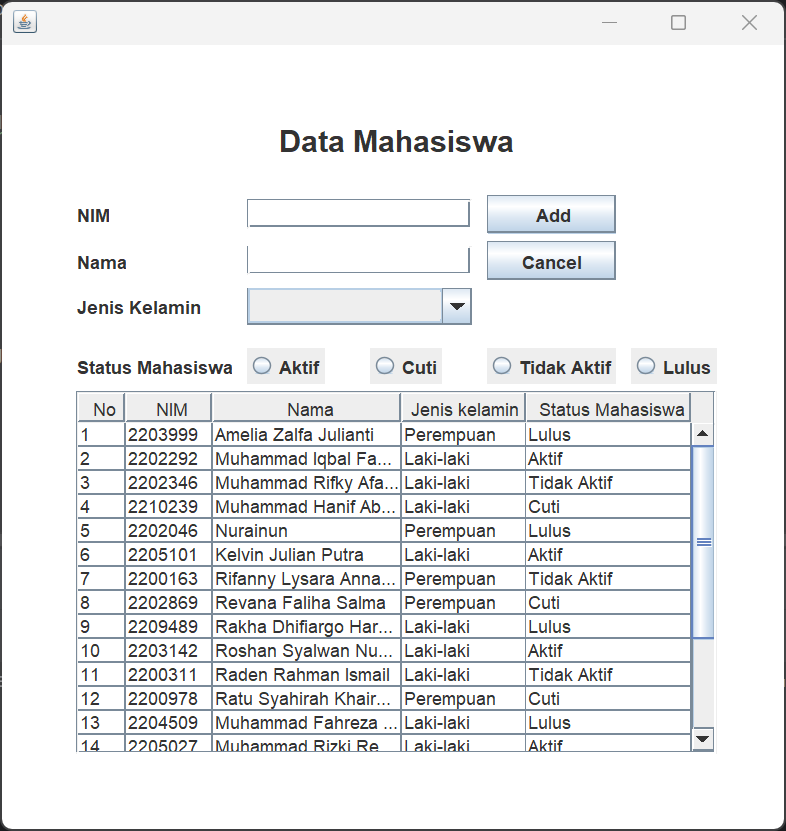 Data Mahasiswa
NIM Add
Nama Cancel
Jenis Kelamin
Status Mahasiswa Aktif Cuti Tidak Aktif Lulus
No NIM Nama Jenis kelamin Status Mahasiswa
1 2203999 Amelia Zalfa Julianti Perempuan Lulus
2 2202292 Muhammad Iqbal Fa... Laki-laki Aktif
3 2202346 Muhammad Rifky Afa... Laki-laki Tidak Aktif
4 2210239 Muhammad Hanif Ab... Laki-laki Cuti
5 2202046 Nurainun Perempuan Lulus
6 2205101 Kelvin Julian Putra Laki-laki Aktif
7 2200163 Rifanny Lysara Anna... Perempuan Tidak Aktif
8 2202869 Revana Faliha Salma Perempuan Cuti
9 2209489 Rakha Dhifiargo Har... Laki-laki Lulus
10 2203142 Roshan Syalwan Nu... Laki-laki Aktif
11 2200311 Raden Rahman Ismail Laki-laki Tidak Aktif
12 2200978 Ratu Syahirah Khair... Perempuan Cuti
13 2204509 Muhammad Fahreza ... Laki-laki Lulus
14 2205027 Muhammad Rizki Re... Laki-laki Aktif